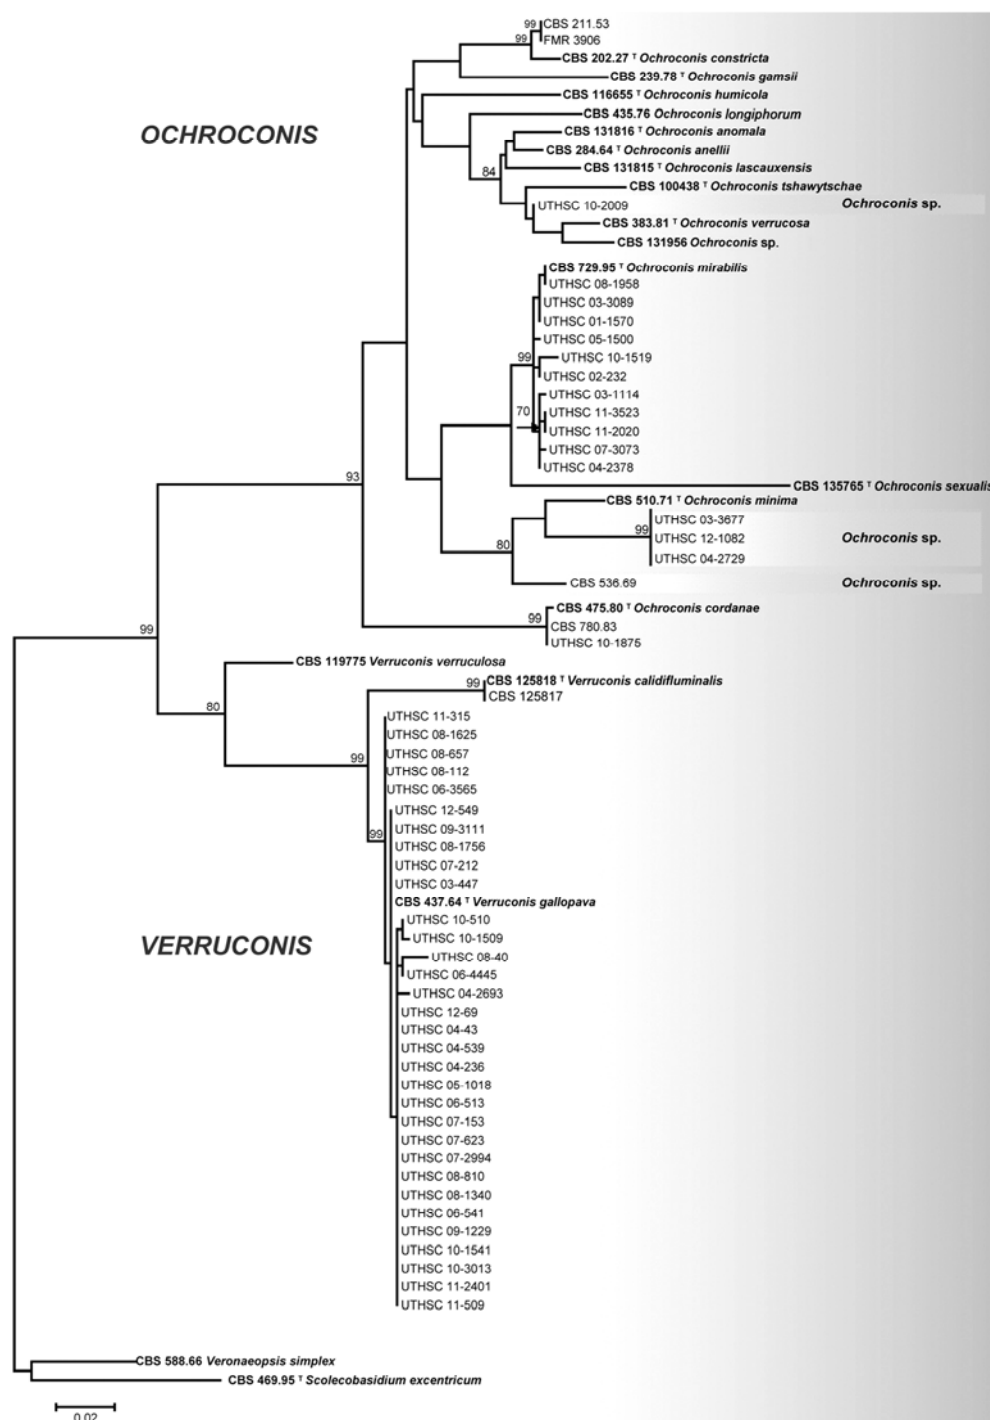 99 CBS 211.53
99 FMR 3906
CBS 202.27 ᵀ Ochroconis constricta
CBS 239.78 ᵀ Ochroconis gamsii
CBS 116655 ᵀ Ochroconis humicola
CBS 435.76 Ochroconis longiphorum
OCHROCONIS
CBS 131816 ᵀ Ochroconis anomala
CBS 284.64 ᵀ Ochroconis anellii
84 CBS 131815 ᵀ Ochroconis lascauxensis
CBS 100438 ᵀ Ochroconis tshawytschae
UTHSC 10-2009 Ochroconis sp.
CBS 383.81 ᵀ Ochroconis verrucosa
CBS 131956 Ochroconis sp.
CBS 729.95 ᵀ Ochroconis mirabilis
UTHSC 08-1958
UTHSC 03-3089
UTHSC 01-1570
UTHSC 05-1500
99 UTHSC 10-1519
UTHSC 02-232
UTHSC 03-1114
70 UTHSC 11-3523
UTHSC 11-2020
UTHSC 07-3073
UTHSC 04-2378
93 CBS 135765 ᵀ Ochroconis sexualis
CBS 510.71 ᵀ Ochroconis minima
UTHSC 03-3677
99 UTHSC 12-1082 Ochroconis sp.
80 UTHSC 04-2729
CBS 536.69 Ochroconis sp.
CBS 475.80 ᵀ Ochroconis cordanae
99 CBS 780.83
99 UTHSC 10-1875
CBS 119775 Verruconis verruculosa
99 CBS 125818 ᵀ Verruconis calidifluminalis
CBS 125817
80 UTHSC 11-315
UTHSC 08-1625
99 UTHSC 08-657
UTHSC 08-112
UTHSC 06-3565
UTHSC 12-549
99 UTHSC 09-3111
UTHSC 08-1756
UTHSC 07-212
UTHSC 03-447
CBS 437.64 ᵀ Verruconis gallopava
UTHSC 10-510
VERRUCONIS UTHSC 10-1509
UTHSC 08-40
UTHSC 06-4445
UTHSC 04-2693
UTHSC 12-69
UTHSC 04-43
UTHSC 04-539
UTHSC 04-236
UTHSC 05-1018
UTHSC 06-513
UTHSC 07-153
UTHSC 07-623
UTHSC 07-2994
UTHSC 08-810
UTHSC 08-1340
UTHSC 06-541
UTHSC 09-1229
UTHSC 10-1541
UTHSC 10-3013
UTHSC 11-2401
UTHSC 11-509
CBS 588.66 Veronaeopsis simplex
CBS 469.95 ᵀ Scolecobasidium excentricum
0.02